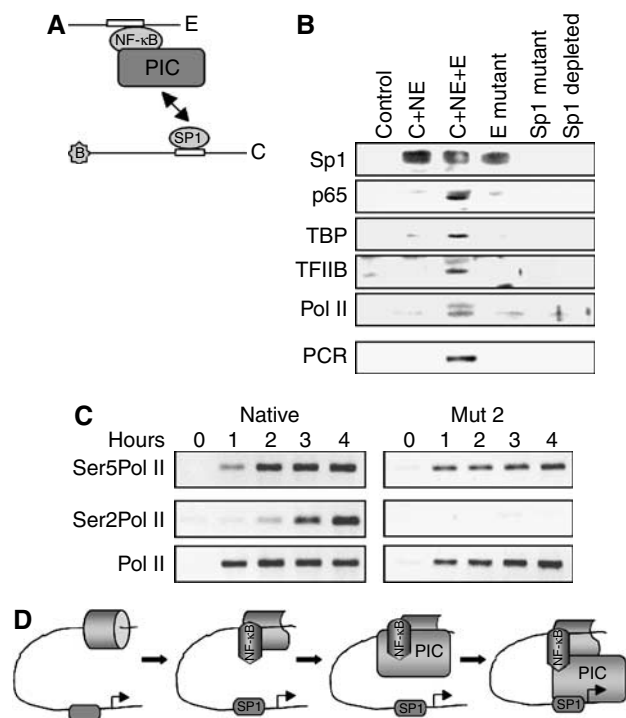 A
E
NF-κB
PIC
SP1
B
C
B
Control
C+NE
C+NE+E
E mutant
Sp1 mutant
Sp1 depleted
Sp1
p65
TBP
TFIIB
Pol II
PCR
C
Native
Mut 2
Hours 0 1 2 3 4 0 1 2 3 4
Ser5Pol II
Ser2Pol II
Pol II
D
NF-κB
SP1
NF-κB
PIC
SP1
NF-κB
PIC
SP1